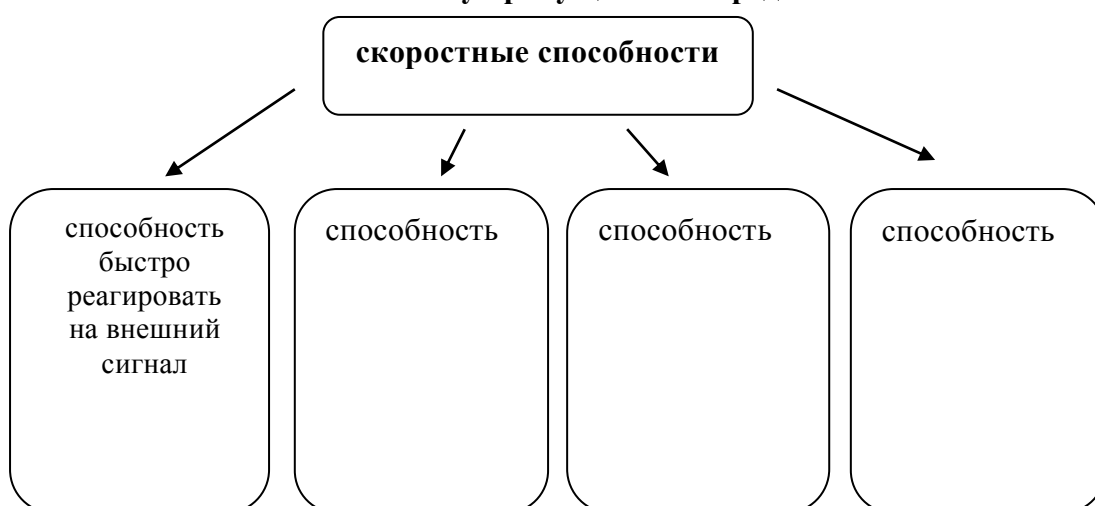 скоростные способности
способность
быстро
реагировать
на внешний
сигнал
способность
способность
способность